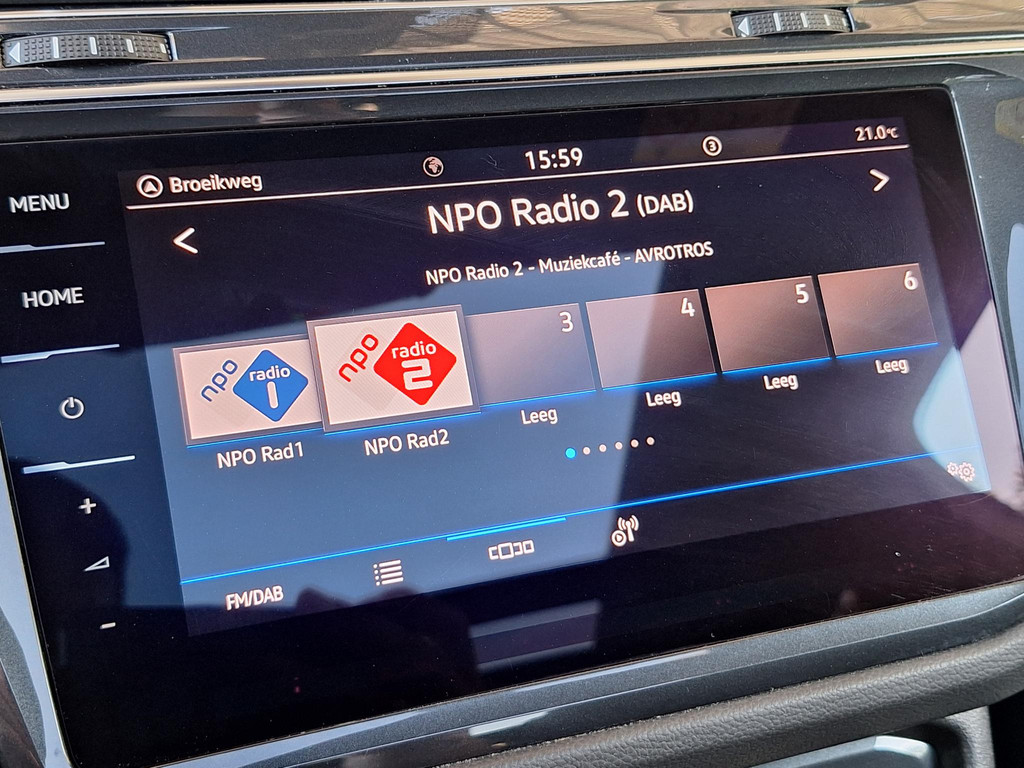 Broeikweg 15:59 3 21.0°C
MENU
NPO Radio 2 (DAB)
NPO Radio 2 - Muziekcafé - AVROTROS
HOME
npo radio 1
npo radio 2
3
4
5
6
NPO Rad1
NPO Rad2
Leeg
Leeg
Leeg
Leeg
FM/DAB